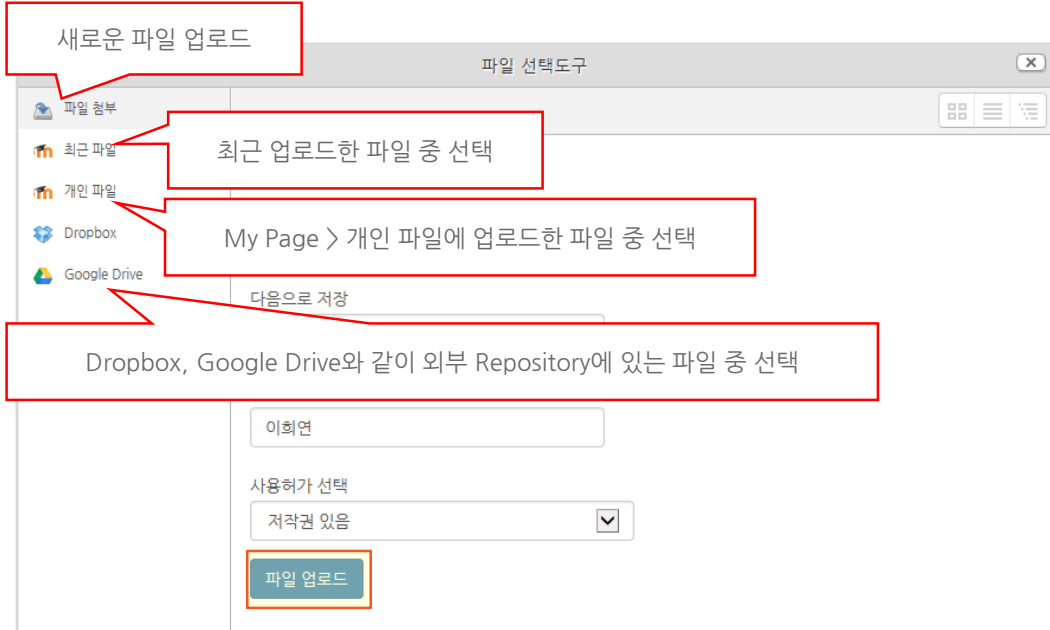 새로운 파일 업로드
파일 선택도구
파일 첨부
최근 파일
최근 업로드한 파일 중 선택
개인 파일
My Page > 개인 파일에 업로드한 파일 중 선택
Dropbox
Google Drive
다음으로 저장
Dropbox, Google Drive와 같이 외부 Repository에 있는 파일 중 선택
이희연
사용허가 선택
저작권 있음
파일 업로드